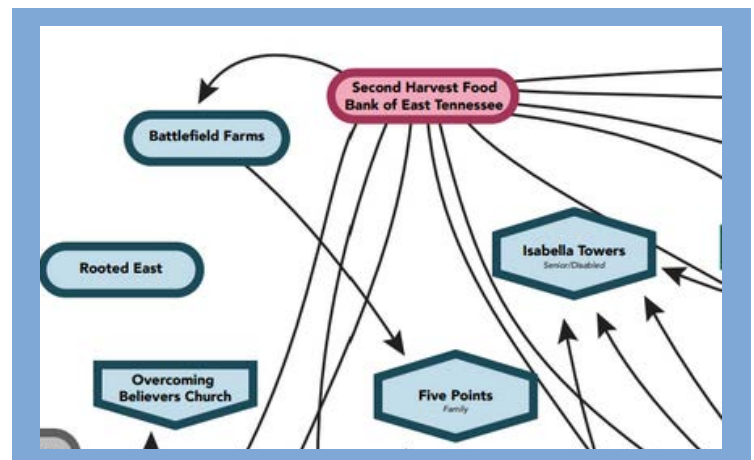 Second Harvest Food
Bank of East Tennessee
Battlefield Farms
Isabella Towers
Senior/Disabled
Rooted East
Overcoming
Believers Church
Five Points
Family